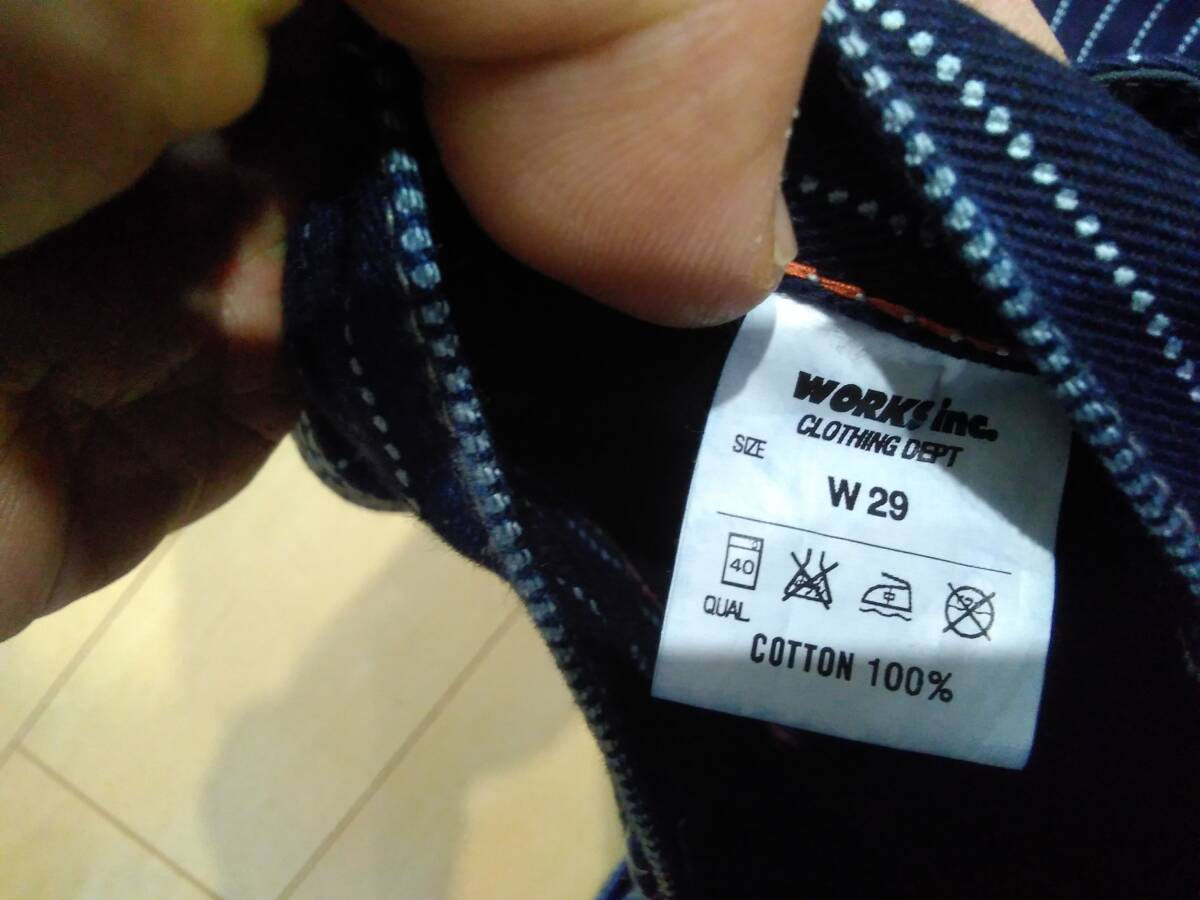 WORKS inc.
CLOTHING DEPT
SIZE
W 29
40
QUAL
COTTON 100%